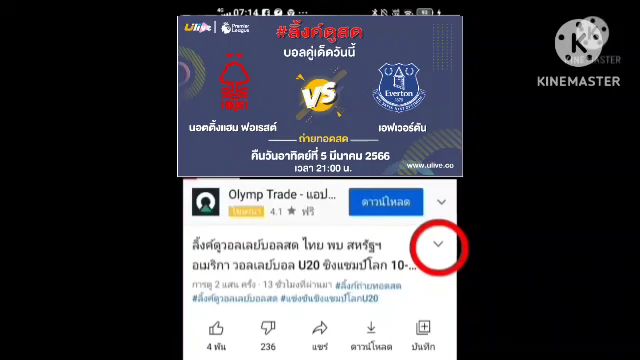 4G 07:14
Ulive Premier League
#ลิ้งค์ดูสด
บอลคู่เด็ดวันนี้
KINEMASTER
KINEMASTER
VS
Everton
1878
นอตติ้งแฮม ฟอเรสต์
เอฟเวอร์ตัน
ถ่ายทอดสด
คืนวันอาทิตย์ที่ 5 มีนาคม 2566
เวลา 21:00 น.
www.ulive.co
Olymp Trade - แอป...
โฆษณา 4.1 ★ ฟรี
ดาวน์โหลด
ลิ้งค์ดูวอลเลย์บอลสด ไทย พบ สหรัฐฯ
อเมริกา วอลเลย์บอล U20 ชิงแชมป์โลก 10-...
การดู 2 แสน ครั้ง · 13 ชั่วโมงที่ผ่านมา #ลิ้งค์ถ่ายทอดสด
#ลิ้งค์ดูวอลเลย์บอลสด #แข่งขันชิงแชมป์โลกU20
4 พัน 236 แชร์ ดาวน์โหลด บันทึก